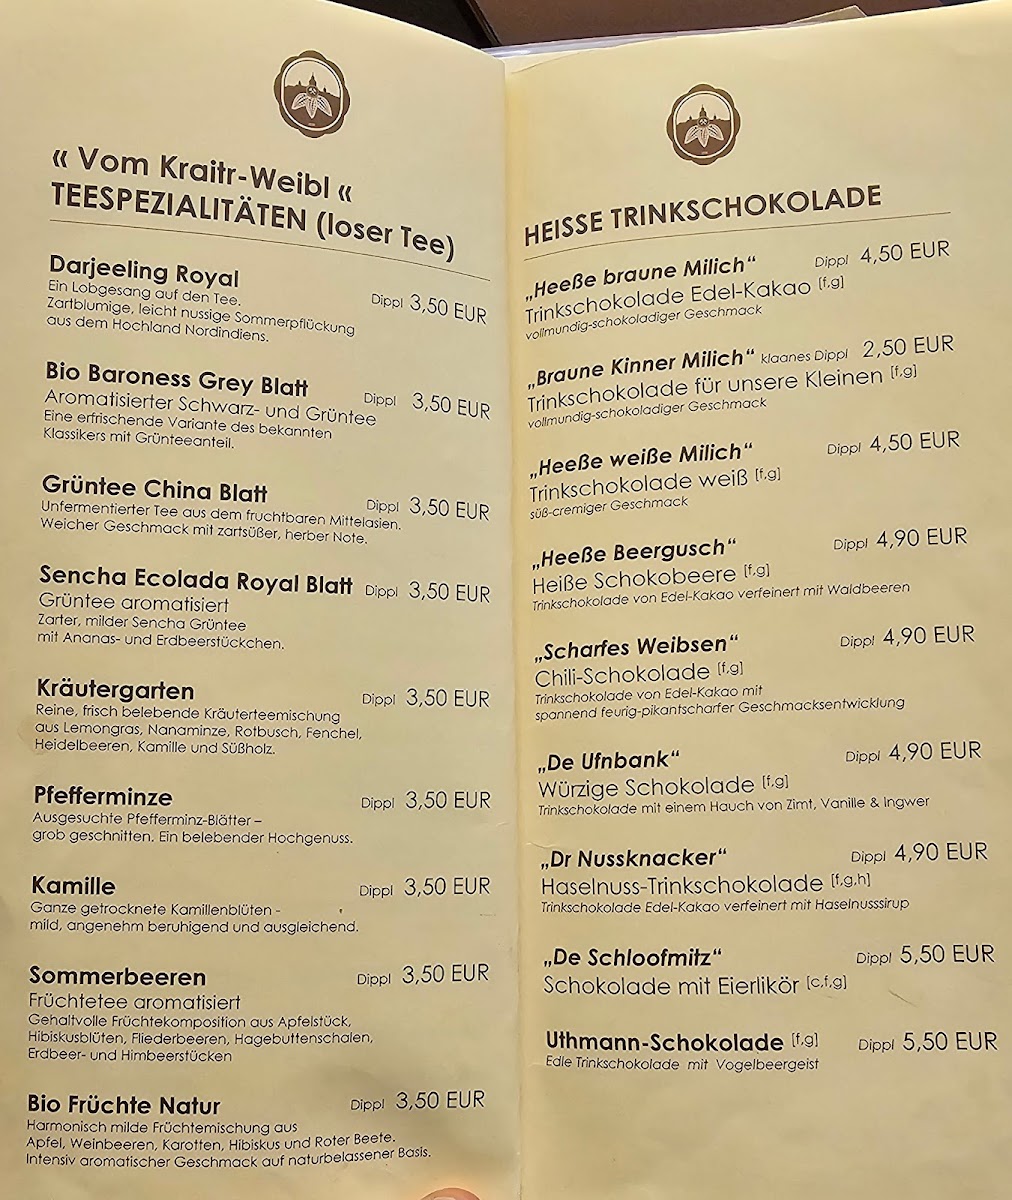 « Vom Kraitr-Weibl «
TEESPEZIALITÄTEN (loser Tee)
Darjeeling Royal
Ein Lobgesang auf den Tee.
Dippl 3,50 EUR
Zartblumige, leicht nussige Sommerpflückung
aus dem Hochland Nordindiens.
Bio Baroness Grey Blatt
Dippl 3,50 EUR
Aromatisierter Schwarz- und Grüntee
Eine erfrischende Variante des bekannten
Klassikers mit Grünteeanteil.
Grüntee China Blatt
Dippl 3,50 EUR
Unfermentierter Tee aus dem fruchtbaren Mittelasien.
Weicher Geschmack mit zartsüßer, herber Note.
Sencha Ecolada Royal Blatt Dippl 3,50 EUR
Grüntee aromatisiert
Zarter, milder Sencha Grüntee
mit Ananas- und Erdbeerstückchen.
Kräutergarten Dippl 3,50 EUR
Reine, frisch belebende Kräuterteemischung
aus Lemongras, Nanaminze, Rotbusch, Fenchel,
Heidelbeeren, Kamille und Süßholz.
Pfefferminze Dippl 3,50 EUR
Ausgesuchte Pfefferminz-Blätter –
grob geschnitten. Ein belebender Hochgenuss.
Kamille Dippl 3,50 EUR
Ganze getrocknete Kamillenblüten -
mild, angenehm beruhigend und ausgleichend.
Sommerbeeren Dippl 3,50 EUR
Früchtetee aromatisiert
Gehaltvolle Früchtekomposition aus Apfelstück,
Hibiskusblüten, Fliederbeeren, Hagebuttenschalen,
Erdbeer- und Himbeerstücken
Bio Früchte Natur Dippl 3,50 EUR
Harmonisch milde Früchtemischung aus
Apfel, Weinbeeren, Karotten, Hibiskus und Roter Beete.
Intensiv aromatischer Geschmack auf naturbelassener Basis.
HEISSE TRINKSCHOKOLADE
„Heeße braune Milich“ Dippl 4,50 EUR
Trinkschokolade Edel-Kakao [f,g]
vollmundig-schokoladiger Geschmack
„Braune Kinner Milich“ klaanes Dippl 2,50 EUR
Trinkschokolade für unsere Kleinen [f,g]
vollmundig-schokoladiger Geschmack
„Heeße weiße Milich“ Dippl 4,50 EUR
Trinkschokolade weiß [f,g]
süß-cremiger Geschmack
„Heeße Beergusch“ Dippl 4,90 EUR
Heiße Schokobeere [f,g]
Trinkschokolade von Edel-Kakao verfeinert mit Waldbeeren
„Scharfes Weibsen“ Dippl 4,90 EUR
Chili-Schokolade [f,g]
Trinkschokolade von Edel-Kakao mit
spannend feurig-pikantscharfer Geschmacksentwicklung
„De Ufnbank“ Dippl 4,90 EUR
Würzige Schokolade [f,g]
Trinkschokolade mit einem Hauch von Zimt, Vanille & Ingwer
„Dr Nussknacker“ Dippl 4,90 EUR
Haselnuss-Trinkschokolade [f,g,h]
Trinkschokolade Edel-Kakao verfeinert mit Haselnusssirup
„De Schloofmitz“ Dippl 5,50 EUR
Schokolade mit Eierlikör [c,f,g]
Uthmann-Schokolade [f,g] Dippl 5,50 EUR
Edle Trinkschokolade mit Vogelbeergeist